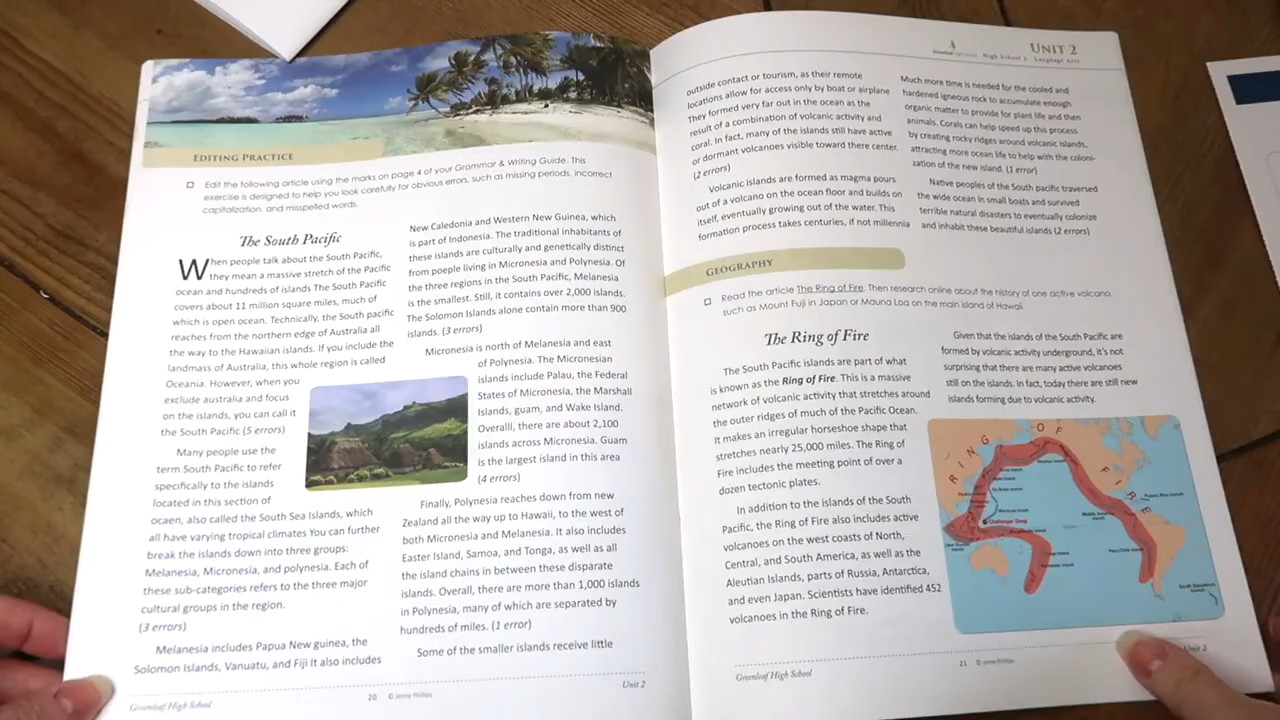 EDITING PRACTICE
Edit the following article using the marks on page 4 of your Grammar & Writing Guide. This
exercise is designed to help you look carefully for obvious errors, such as missing periods, incorrect
capitalization, and misspelled words.
The South Pacific
When people talk about the South Pacific,
they mean a massive stretch of the Pacific
ocean and hundreds of islands The South Pacific
covers about 11 million square miles, much of
which is open ocean. Technically, the South pacific
reaches from the northern edge of Australia all
the way to the Hawaiian islands. If you include the
landmass of Australia, this whole region is called
Oceania. However, when you
exclude australia and focus
on the islands, you can call it
the South Pacific (5 errors)
Many people use the
term South Pacific to refer
specifically to the islands
located in this section of
ocaen, also called the South Sea Islands, which
all have varying tropical climates You can further
break the islands down into three groups:
Melanesia, Micronesia, and polynesia. Each of
these sub-categories refers to the three major
cultural groups in the region.
(3 errors)
Melanesia includes Papua New guinea, the
Solomon Islands, Vanuatu, and Fiji It also includes
New Caledonia and Western New Guinea, which
is part of Indonesia. The traditional inhabitants of
these islands are culturally and genetically distinct
from poeple living in Micronesia and Polynesia. Of
the three regions in the South Pacific, Melanesia
is the smallest. Still, it contains over 2,000 islands.
The Solomon Islands alone contain more than 900
islands. (3 errors)
Micronesia is north of Melanesia and east
of Polynesia. The Micronesian
islands include Palau, the Federal
States of Micronesia, the Marshall
Islands, guam, and Wake Island.
Overalll, there are about 2,100
islands across Micronesia. Guam
is the largest island in this area
(4 errors)
Finally, Polynesia reaches down from new
Zealand all the way up to Hawaii, to the west of
both Micronesia and Melanesia. It also includes
Easter Island, Samoa, and Tonga, as well as all
the island chains in between these disparate
islands. Overall, there are more than 1,000 islands
in Polynesia, many of which are separated by
hundreds of miles. (1 error)
Some of the smaller islands receive little
Greenleaf High School
20
© Jenny Phillips
Unit 2
High School 1
UNIT 2
Language Arts
outside contact or tourism, as their remote
locations allow for access only by boat or airplane
They formed very far out in the ocean as the
result of a combination of volcanic activity and
coral. In fact, many of the islands still have active
or dormant volcanoes visible toward there center.
(2 errors)
Volcanic islands are formed as magma pours
out of a volcano on the ocean floor and builds on
itself, eventually growing out of the water. This
formation process takes centuries, if not millennia
Much more time is needed for the cooled and
hardened igneous rock to accumulate enough
organic matter to provide for plant life and then
animals. Corals can help speed up this process
by creating rocky ridges around volcanic islands,
attracting more ocean life to help with the coloni-
zation of the new island. (1 error)
Native peoples of the South pacific traversed
the wide ocean in small boats and survived
terrible natural disasters to eventually colonize
and inhabit these beautiful islands (2 errors)
GEOGRAPHY
Read the article The Ring of Fire. Then research online about the history of one active volcano,
such as Mount Fuji in Japan or Mauna Loa on the main island of Hawaii.
The Ring of Fire
The South Pacific islands are part of what
is known as the Ring of Fire. This is a massive
network of volcanic activity that stretches around
the outer ridges of much of the Pacific Ocean.
It makes an irregular horseshoe shape that
stretches nearly 25,000 miles. The Ring of
Fire includes the meeting point of over a
dozen tectonic plates.
In addition to the islands of the South
Pacific, the Ring of Fire also includes active
volcanoes on the west coasts of North,
Central, and South America, as well as the
Aleutian Islands, parts of Russia, Antarctica,
and even Japan. Scientists have identified 452
volcanoes in the Ring of Fire.
Given that the islands of the South Pacific are
formed by volcanic activity underground, it's not
surprising that there are many active volcanoes
still on the islands. In fact, today there are still new
islands forming due to volcanic activity.
RING OF FIRE
Challenger Deep
Greenleaf High School
21
© Jenny Phillips
Unit 2